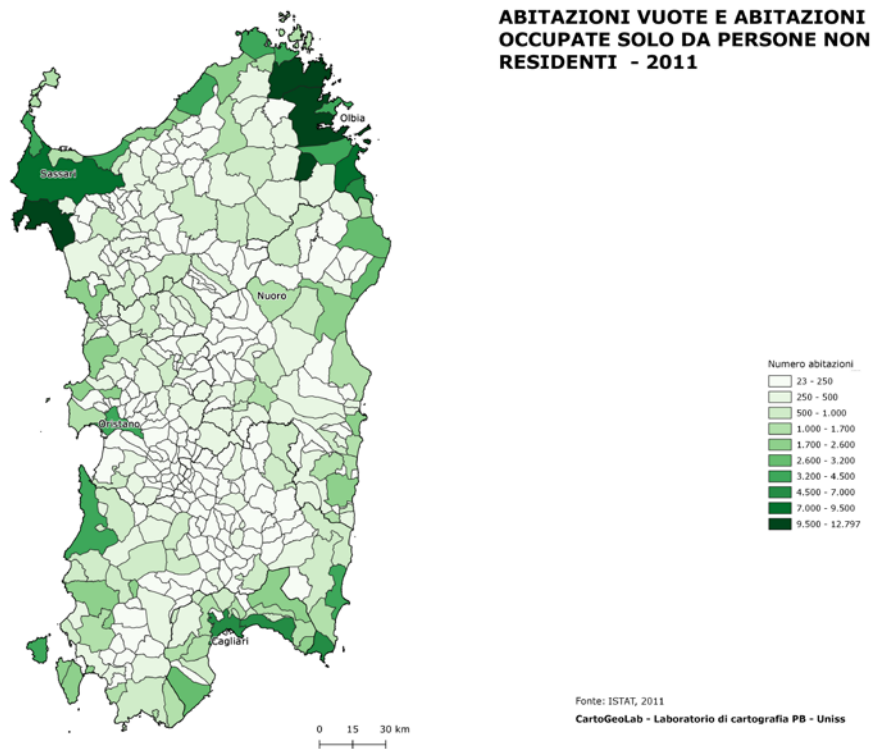 ABITAZIONI VUOTE E ABITAZIONI
OCCUPATE SOLO DA PERSONE NON
RESIDENTI - 2011
Olbia
Sassari
Nuoro
Oristano
Cagliari
Numero abitazioni
23 - 250
250 - 500
500 - 1.000
1.000 - 1.700
1.700 - 2.600
2.600 - 3.200
3.200 - 4.500
4.500 - 7.000
7.000 - 9.500
9.500 - 12.797
Fonte: ISTAT, 2011
CartoGeoLab - Laboratorio di cartografia PB - Uniss
0 15 30 km